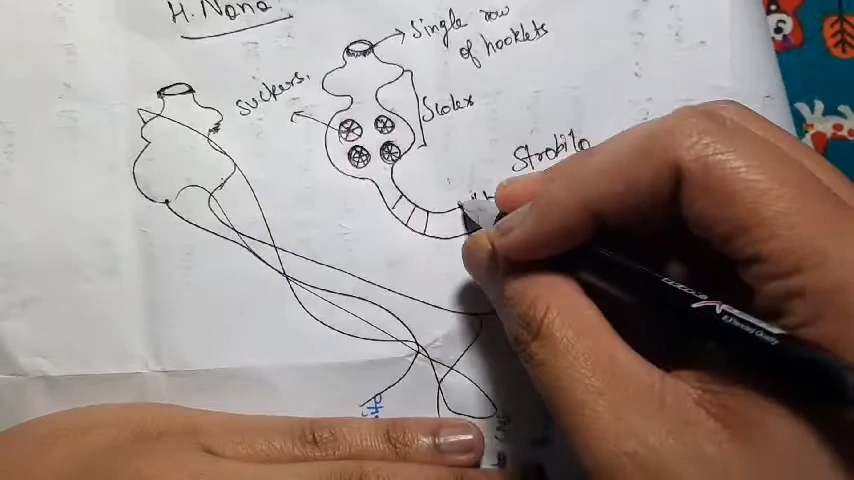 H. Nana
Single row
of hooklets
suckers.
Scolex
Strobila